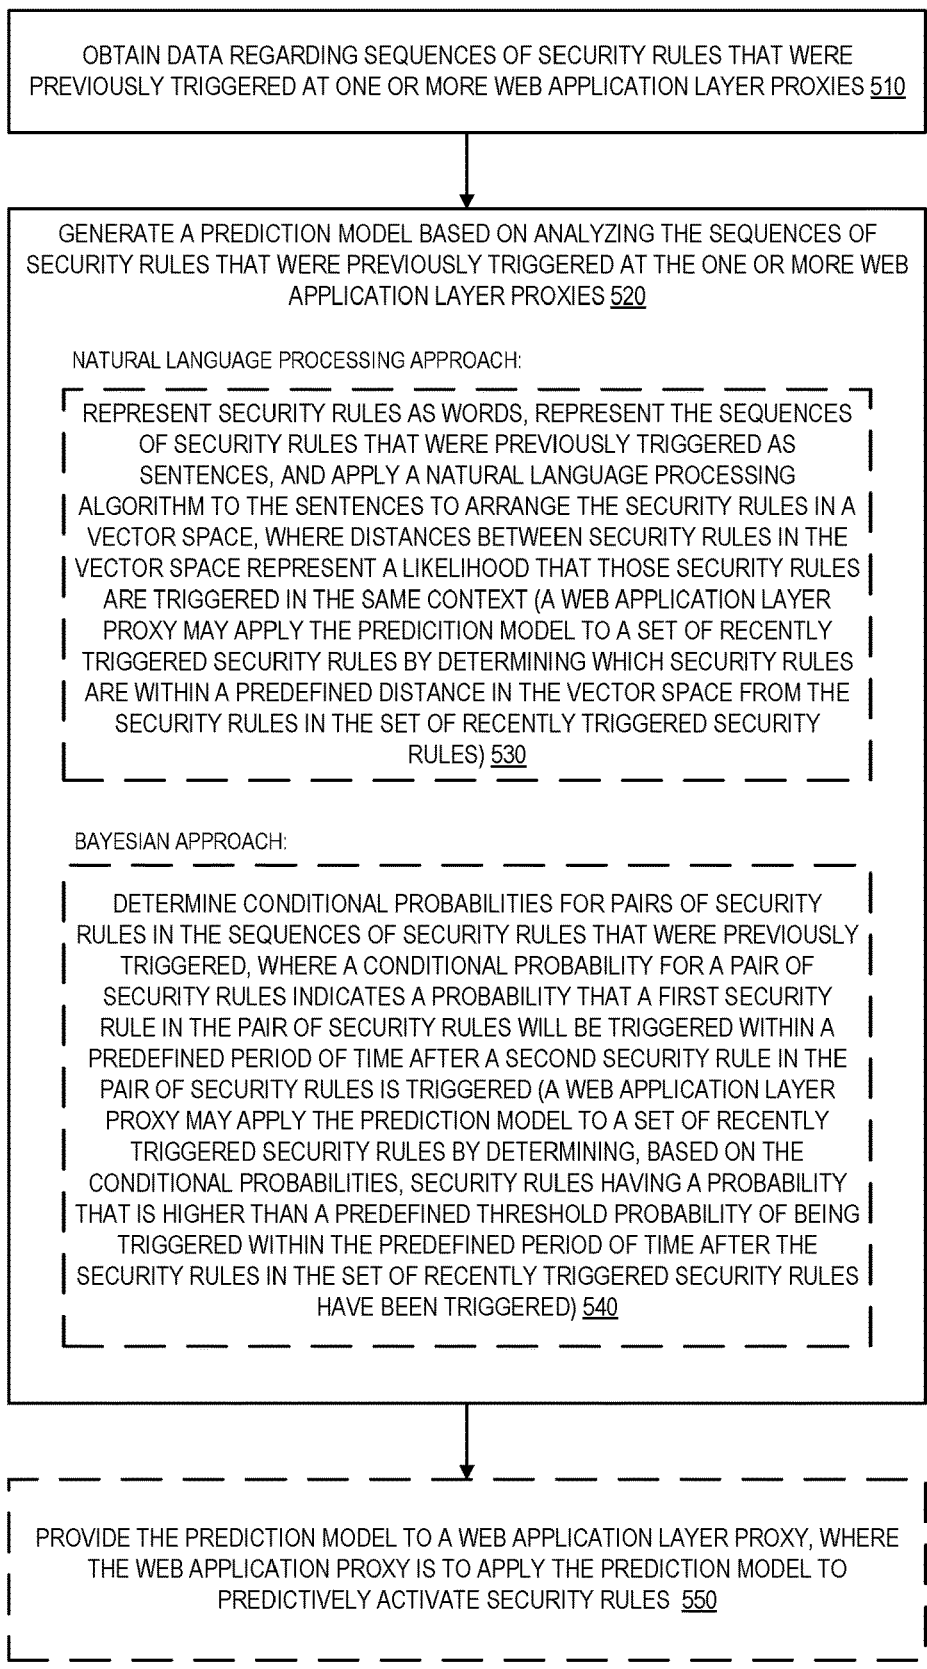 OBTAIN DATA REGARDING SEQUENCES OF SECURITY RULES THAT WERE
PREVIOUSLY TRIGGERED AT ONE OR MORE WEB APPLICATION LAYER PROXIES 510
GENERATE A PREDICTION MODEL BASED ON ANALYZING THE SEQUENCES OF
SECURITY RULES THAT WERE PREVIOUSLY TRIGGERED AT THE ONE OR MORE WEB
APPLICATION LAYER PROXIES 520
NATURAL LANGUAGE PROCESSING APPROACH:
REPRESENT SECURITY RULES AS WORDS, REPRESENT THE SEQUENCES
OF SECURITY RULES THAT WERE PREVIOUSLY TRIGGERED AS
SENTENCES, AND APPLY A NATURAL LANGUAGE PROCESSING
ALGORITHM TO THE SENTENCES TO ARRANGE THE SECURITY RULES IN A
VECTOR SPACE, WHERE DISTANCES BETWEEN SECURITY RULES IN THE
VECTOR SPACE REPRESENT A LIKELIHOOD THAT THOSE SECURITY RULES
ARE TRIGGERED IN THE SAME CONTEXT (A WEB APPLICATION LAYER
PROXY MAY APPLY THE PREDICITION MODEL TO A SET OF RECENTLY
TRIGGERED SECURITY RULES BY DETERMINING WHICH SECURITY RULES
ARE WITHIN A PREDEFINED DISTANCE IN THE VECTOR SPACE FROM THE
SECURITY RULES IN THE SET OF RECENTLY TRIGGERED SECURITY
RULES) 530
BAYESIAN APPROACH:
DETERMINE CONDITIONAL PROBABILITIES FOR PAIRS OF SECURITY
RULES IN THE SEQUENCES OF SECURITY RULES THAT WERE PREVIOUSLY
TRIGGERED, WHERE A CONDITIONAL PROBABILITY FOR A PAIR OF
SECURITY RULES INDICATES A PROBABILITY THAT A FIRST SECURITY
RULE IN THE PAIR OF SECURITY RULES WILL BE TRIGGERED WITHIN A
PREDEFINED PERIOD OF TIME AFTER A SECOND SECURITY RULE IN THE
PAIR OF SECURITY RULES IS TRIGGERED (A WEB APPLICATION LAYER
PROXY MAY APPLY THE PREDICTION MODEL TO A SET OF RECENTLY
TRIGGERED SECURITY RULES BY DETERMINING, BASED ON THE
CONDITIONAL PROBABILITIES, SECURITY RULES HAVING A PROBABILITY
THAT IS HIGHER THAN A PREDEFINED THRESHOLD PROBABILITY OF BEING
TRIGGERED WITHIN THE PREDEFINED PERIOD OF TIME AFTER THE
SECURITY RULES IN THE SET OF RECENTLY TRIGGERED SECURITY RULES
HAVE BEEN TRIGGERED) 540
PROVIDE THE PREDICTION MODEL TO A WEB APPLICATION LAYER PROXY, WHERE
THE WEB APPLICATION PROXY IS TO APPLY THE PREDICTION MODEL TO
PREDICTIVELY ACTIVATE SECURITY RULES 550